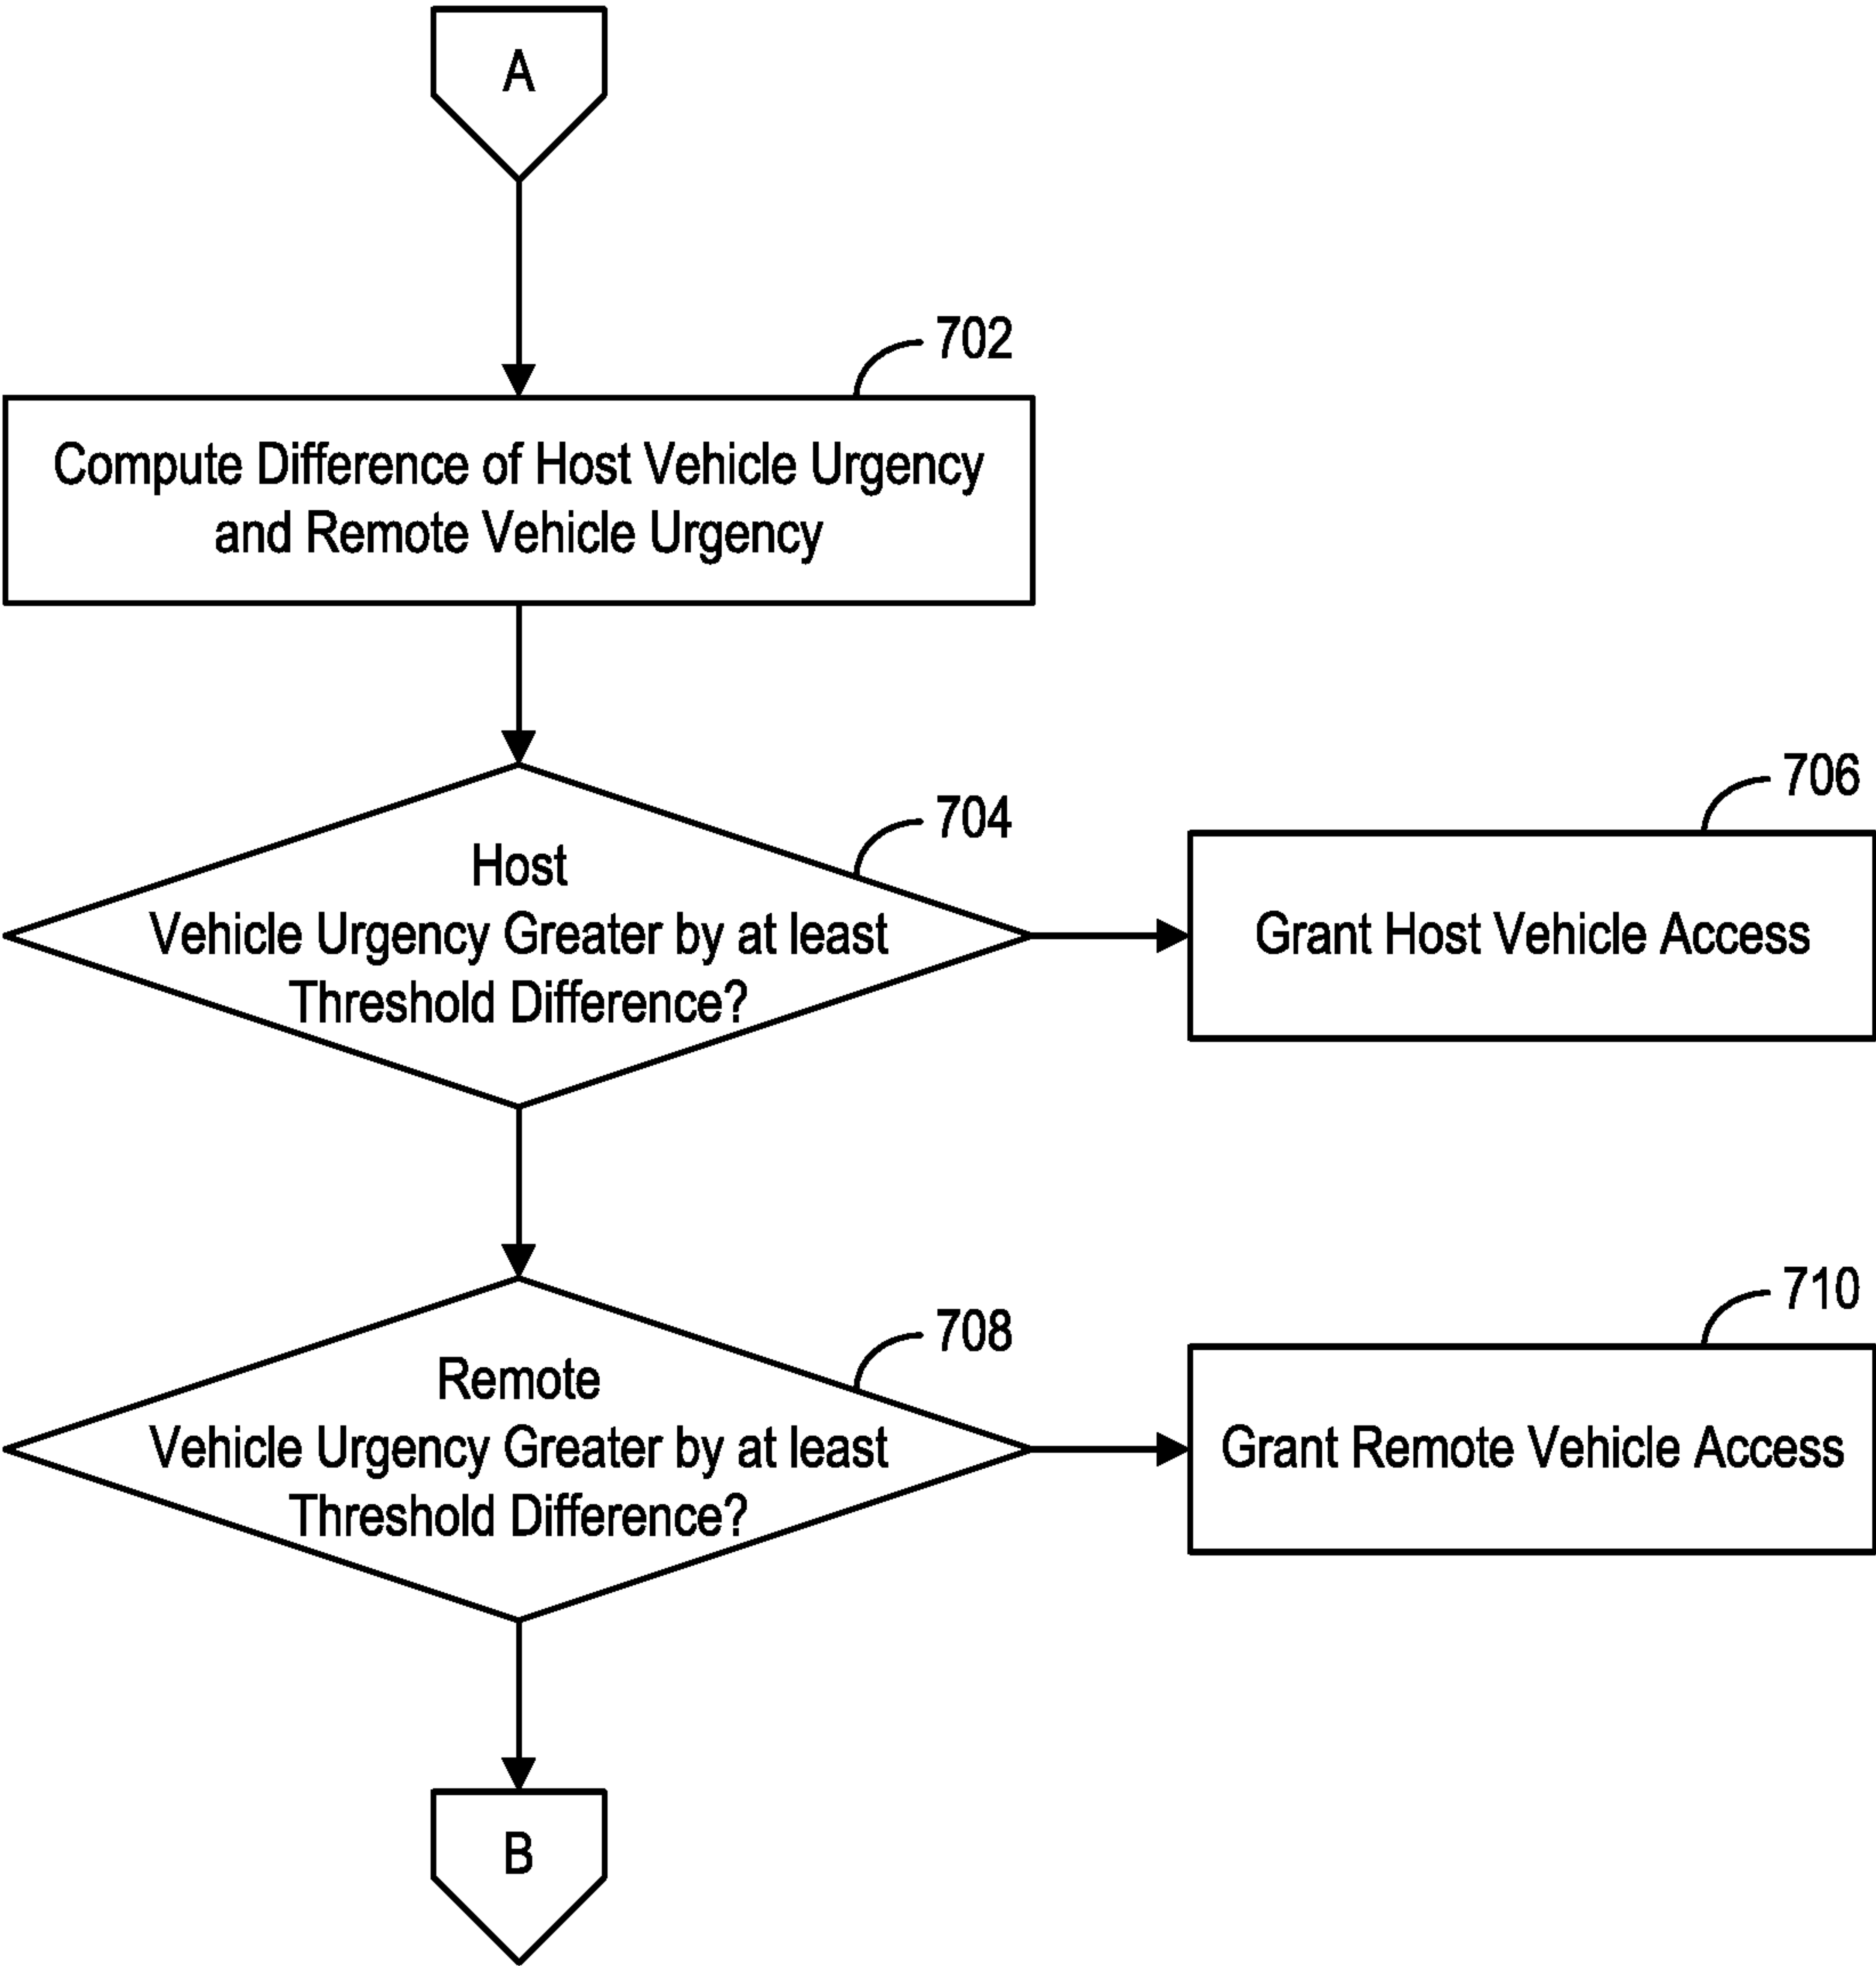 A
702
Compute Difference of Host Vehicle Urgency
and Remote Vehicle Urgency
704
Host
Vehicle Urgency Greater by at least
Threshold Difference?
706
Grant Host Vehicle Access
708
Remote
Vehicle Urgency Greater by at least
Threshold Difference?
710
Grant Remote Vehicle Access
B